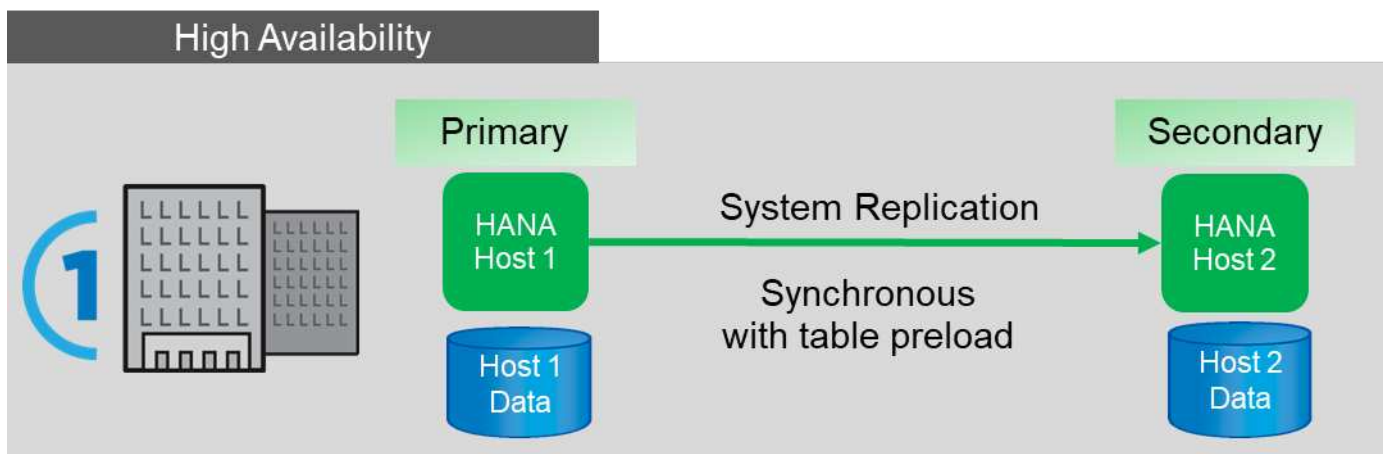 High Availability
Primary
Secondary
1
HANA
Host 1
System Replication
HANA
Host 2
Synchronous
with table preload
Host 1
Data
Host 2
Data